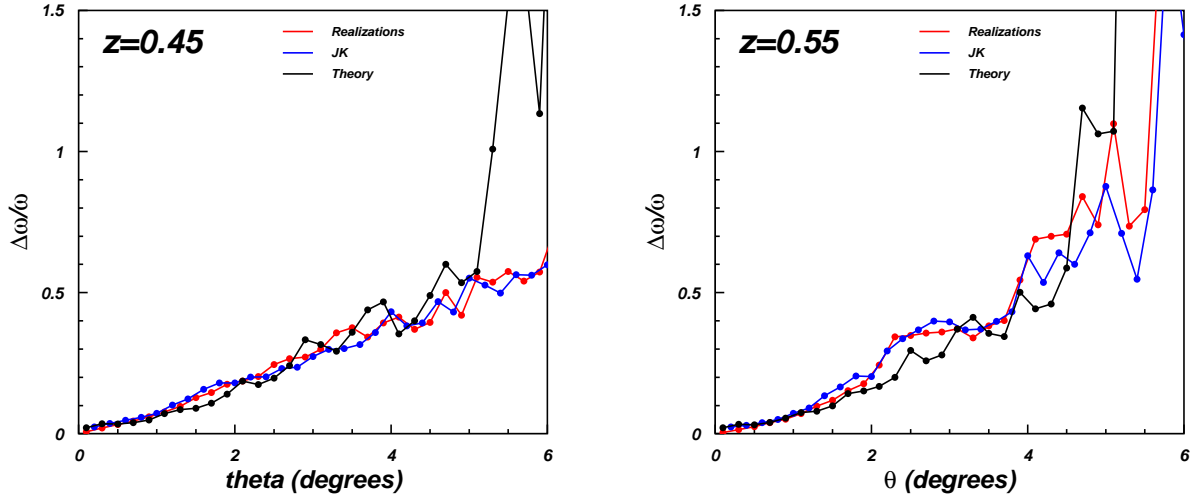 1.5
z=0.45
Realizations
JK
Theory
1
Δω/ω
0.5
0
0 2 4 6
theta (degrees)
1.5
z=0.55
Realizations
JK
Theory
1
Δω/ω
0.5
0
0 2 4 6
θ (degrees)